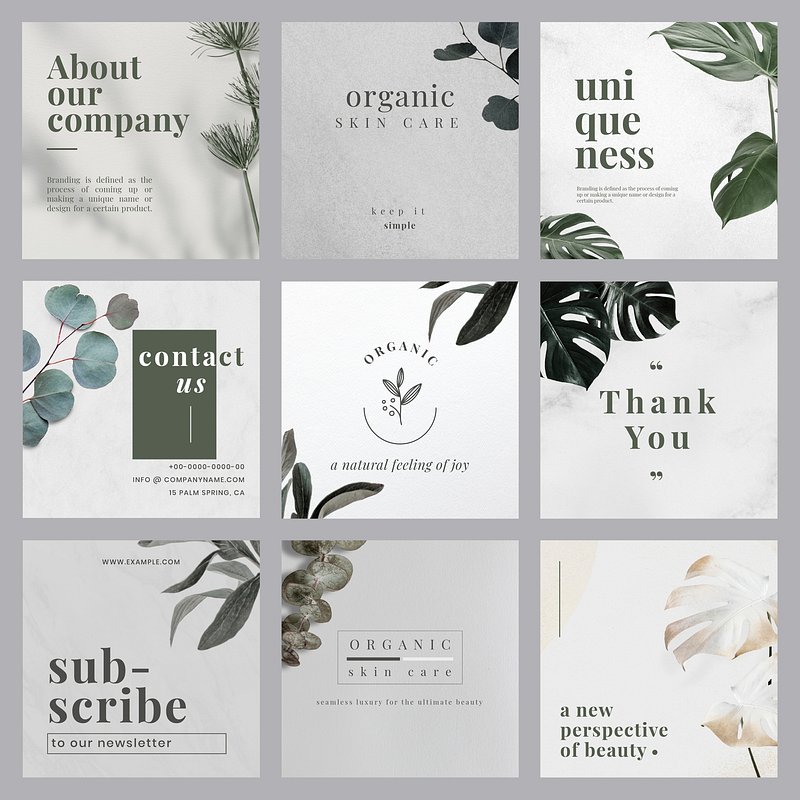 About
our
company
Branding is defined as the
process of coming up or
making a unique name or
design for a certain product.
organic
SKIN CARE
keep it
simple
uni
que
ness
Branding is defined as the process of coming
up or making a unique name or design for a
certain product.
contact
us
+00-0000-0000-00
INFO @ COMPANYNAME.COM
15 PALM SPRING, CA
ORGANIC
a natural feeling of joy
“
Thank
You
”
WWW.EXAMPLE.COM
sub-
scribe
to our newsletter
ORGANIC
skin care
seamless luxury for the ultimate beauty
a new
perspective
of beauty •